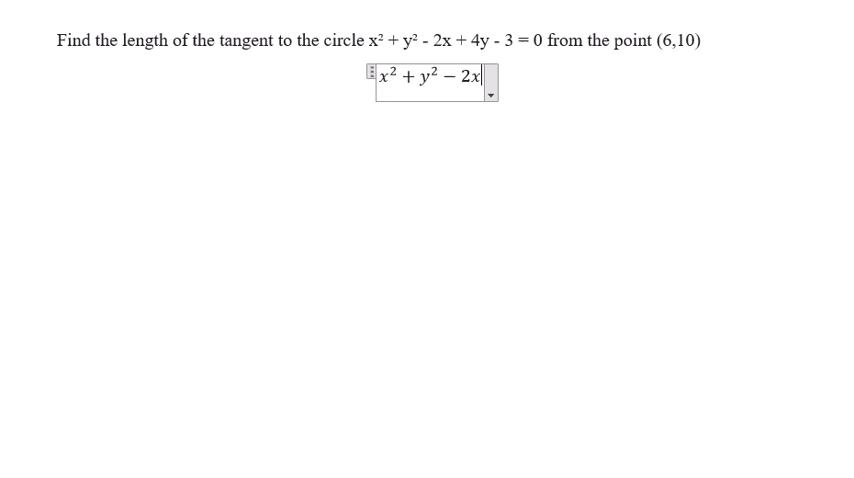 Find the length of the tangent to the circle x² + y² - 2x + 4y - 3 = 0 from the point (6,10)
x² + y² − 2x